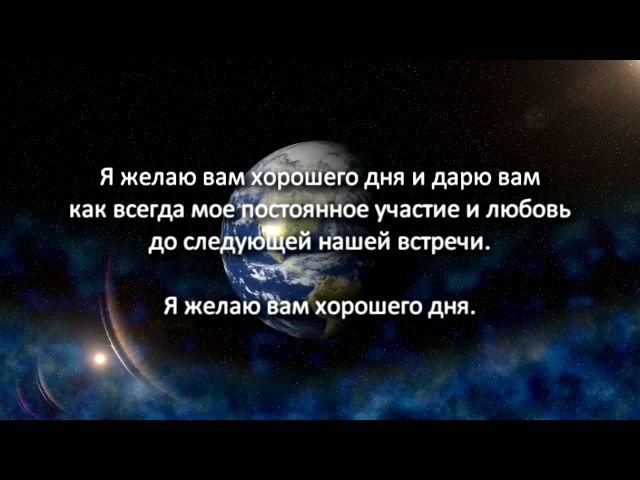 Я желаю вам хорошего дня и дарю вам
как всегда мое постоянное участие и любовь
до следующей нашей встречи.
Я желаю вам хорошего дня.